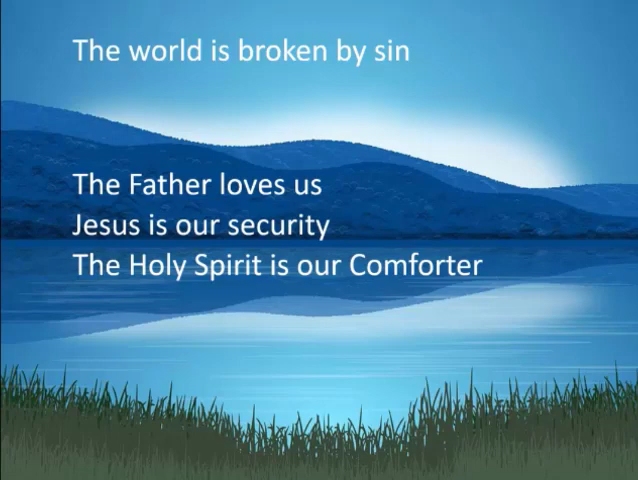 The world is broken by sin
The Father loves us
Jesus is our security
The Holy Spirit is our Comforter